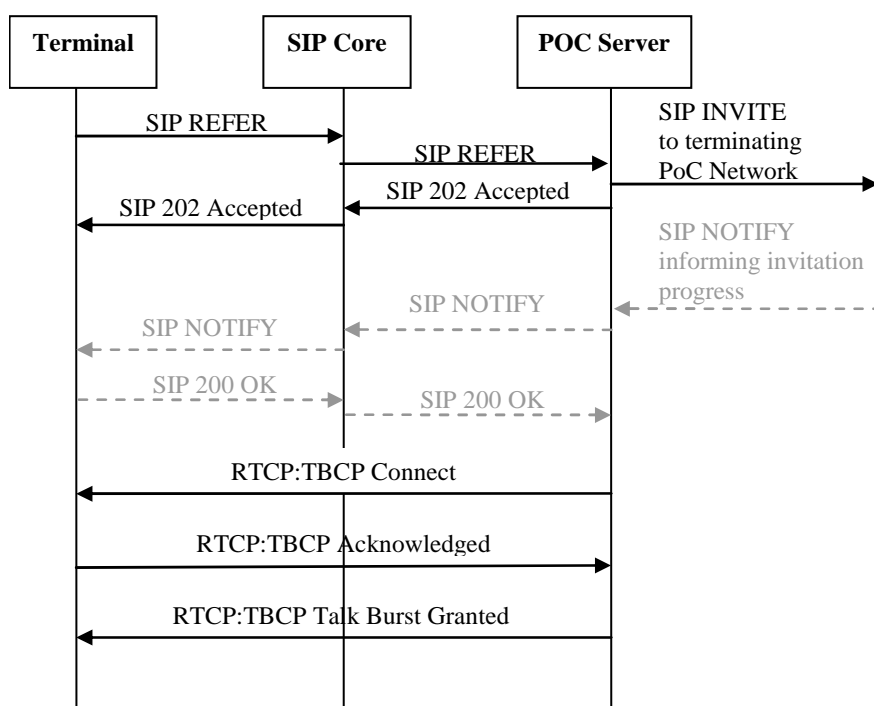 Terminal
SIP Core
POC Server
SIP REFER
SIP REFER
SIP INVITE
to terminating
PoC Network
SIP 202 Accepted
SIP 202 Accepted
SIP NOTIFY
informing invitation
progress
SIP NOTIFY
SIP NOTIFY
SIP 200 OK
SIP 200 OK
RTCP:TBCP Connect
RTCP:TBCP Acknowledged
RTCP:TBCP Talk Burst Granted